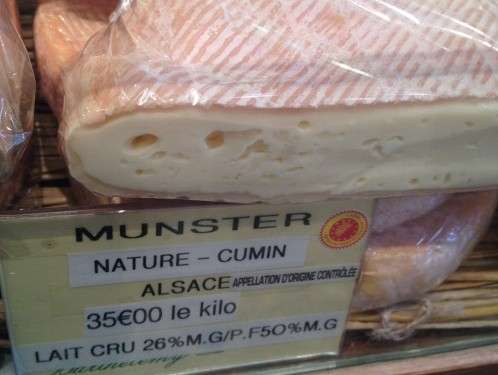 MUNSTER
NATURE - CUMIN
ALSACE APPELLATION D'ORIGINE CONTRÔLÉE
35€00 le kilo
LAIT CRU 26%M.G/P.F50%M.G